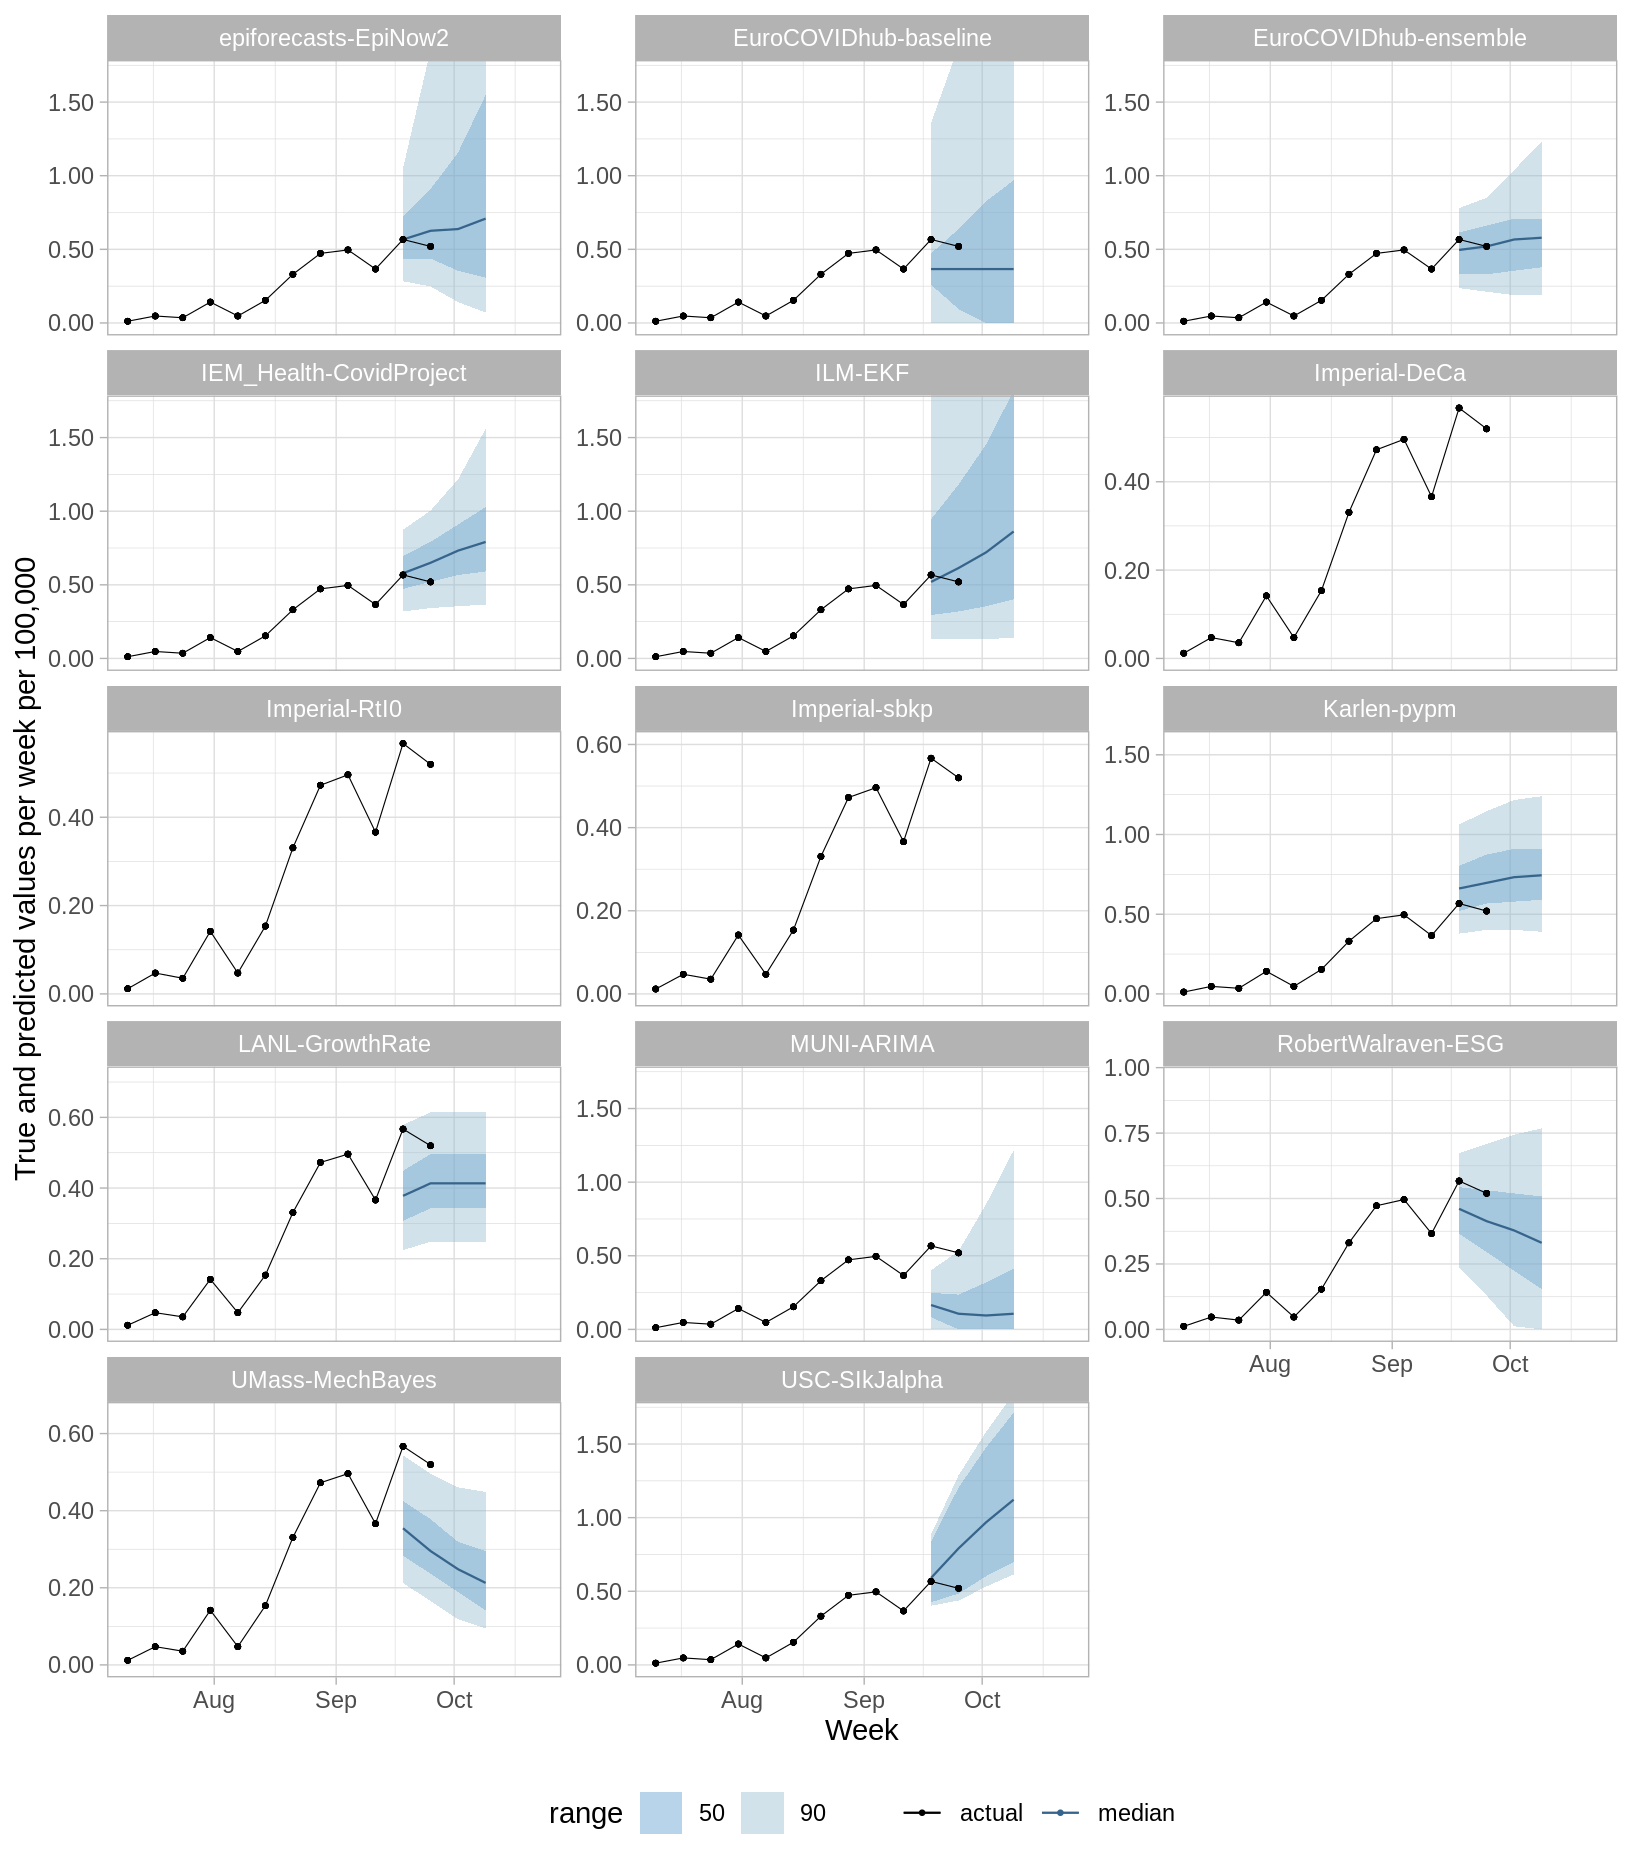 epiforecasts-EpiNow2
EuroCOVIDhub-baseline
EuroCOVIDhub-ensemble
1.50
1.00
0.50
0.00
1.50
1.00
0.50
0.00
1.50
1.00
0.50
0.00
IEM_Health-CovidProject
ILM-EKF
Imperial-DeCa
1.50
1.00
0.50
0.00
1.50
1.00
0.50
0.00
0.40
0.20
0.00
True and predicted values per week per 100,000
Imperial-RtI0
Imperial-sbkp
Karlen-pypm
0.40
0.20
0.00
0.60
0.40
0.20
0.00
1.50
1.00
0.50
0.00
LANL-GrowthRate
MUNI-ARIMA
RobertWalraven-ESG
0.60
0.40
0.20
0.00
1.50
1.00
0.50
0.00
1.00
0.75
0.50
0.25
0.00
Aug
Sep
Oct
UMass-MechBayes
USC-SIkJalpha
0.60
0.40
0.20
0.00
1.50
1.00
0.50
0.00
Aug
Sep
Oct
Aug
Sep
Oct
Week
range
50
90
actual
median